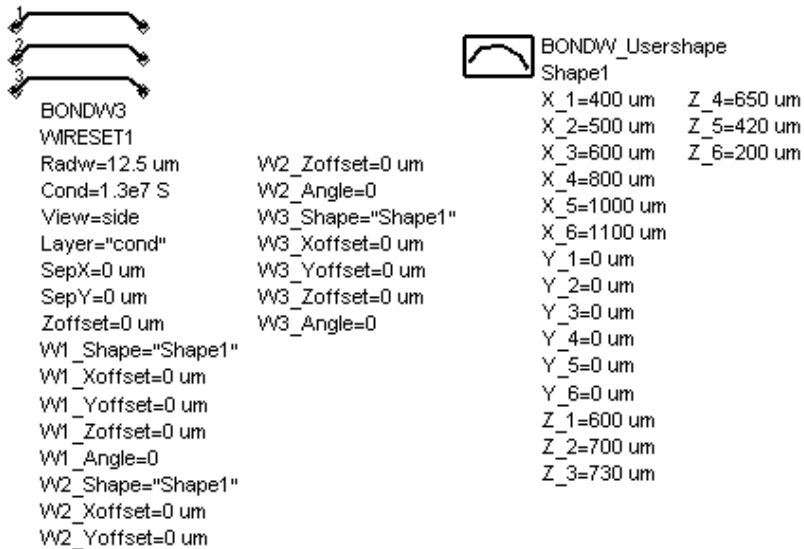 1
2
3
BONDW3
WIRESET1
Radw=12.5 um
Cond=1.3e7 S
View=side
Layer="cond"
SepX=0 um
SepY=0 um
Zoffset=0 um
W1_Shape="Shape1"
W1_Xoffset=0 um
W1_Yoffset=0 um
W1_Zoffset=0 um
W1_Angle=0
W2_Shape="Shape1"
W2_Xoffset=0 um
W2_Yoffset=0 um
W2_Zoffset=0 um
W2_Angle=0
W3_Shape="Shape1"
W3_Xoffset=0 um
W3_Yoffset=0 um
W3_Zoffset=0 um
W3_Angle=0
BONDW_Usershape
Shape1
X_1=400 um
X_2=500 um
X_3=600 um
X_4=800 um
X_5=1000 um
X_6=1100 um
Y_1=0 um
Y_2=0 um
Y_3=0 um
Y_4=0 um
Y_5=0 um
Y_6=0 um
Z_1=600 um
Z_2=700 um
Z_3=730 um
Z_4=650 um
Z_5=420 um
Z_6=200 um